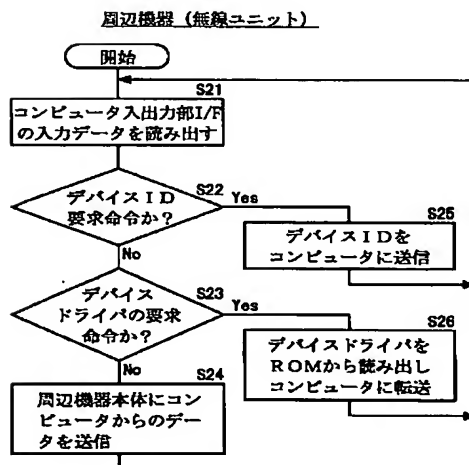 周辺機器(無線ユニット)
開始
S21
コンピュータ入出力部I/F
の入力データを読み出す
S22
デバイスID
要求命令か?
Yes
S25
デバイスIDを
コンピュータに送信
No
S23
デバイス
ドライバの要求
命令か?
Yes
S26
デバイスドライバを
ROMから読み出し
コンピュータに転送
No
S24
周辺機器本体にコン
ピュータからのデー
タを送信